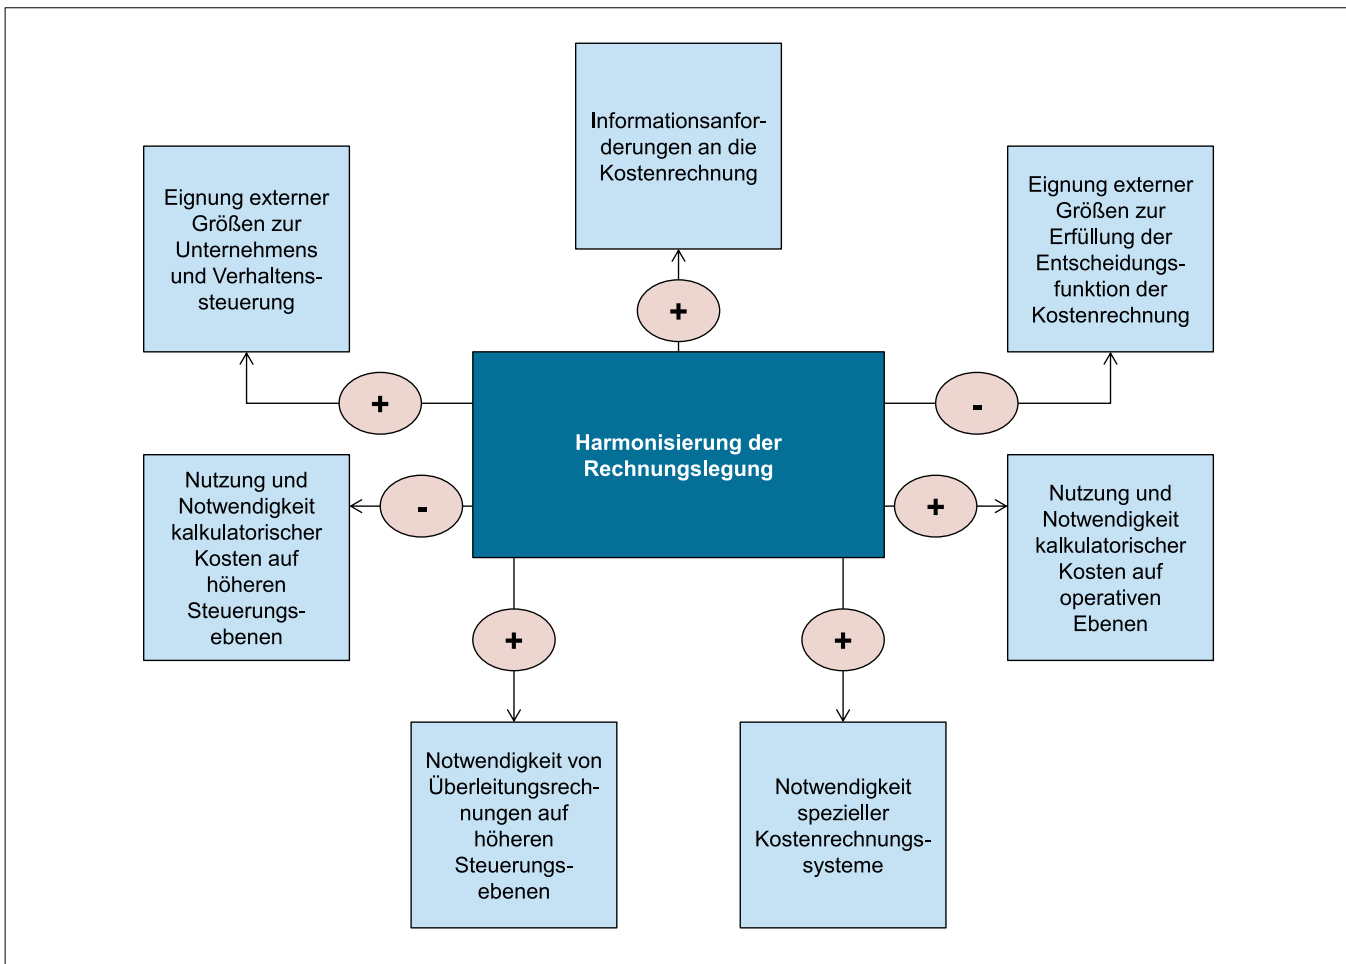 Informationsanfor-
derungen an die
Kostenrechnung
Eignung externer
Größen zur
Unternehmens
und Verhaltens-
steuerung
Eignung externer
Größen zur
Erfüllung der
Entscheidungs-
funktion der
Kostenrechnung
+
+
-
Harmonisierung der
Rechnungslegung
Nutzung und
Notwendigkeit
kalkulatorischer
Kosten auf
höheren
Steuerungs-
ebenen
-
+
Nutzung und
Notwendigkeit
kalkulatorischer
Kosten auf
operativen
Ebenen
+
+
Notwendigkeit von
Überleitungsrech-
nungen auf
höheren
Steuerungs-
ebenen
Notwendigkeit
spezieller
Kostenrechnungs-
systeme